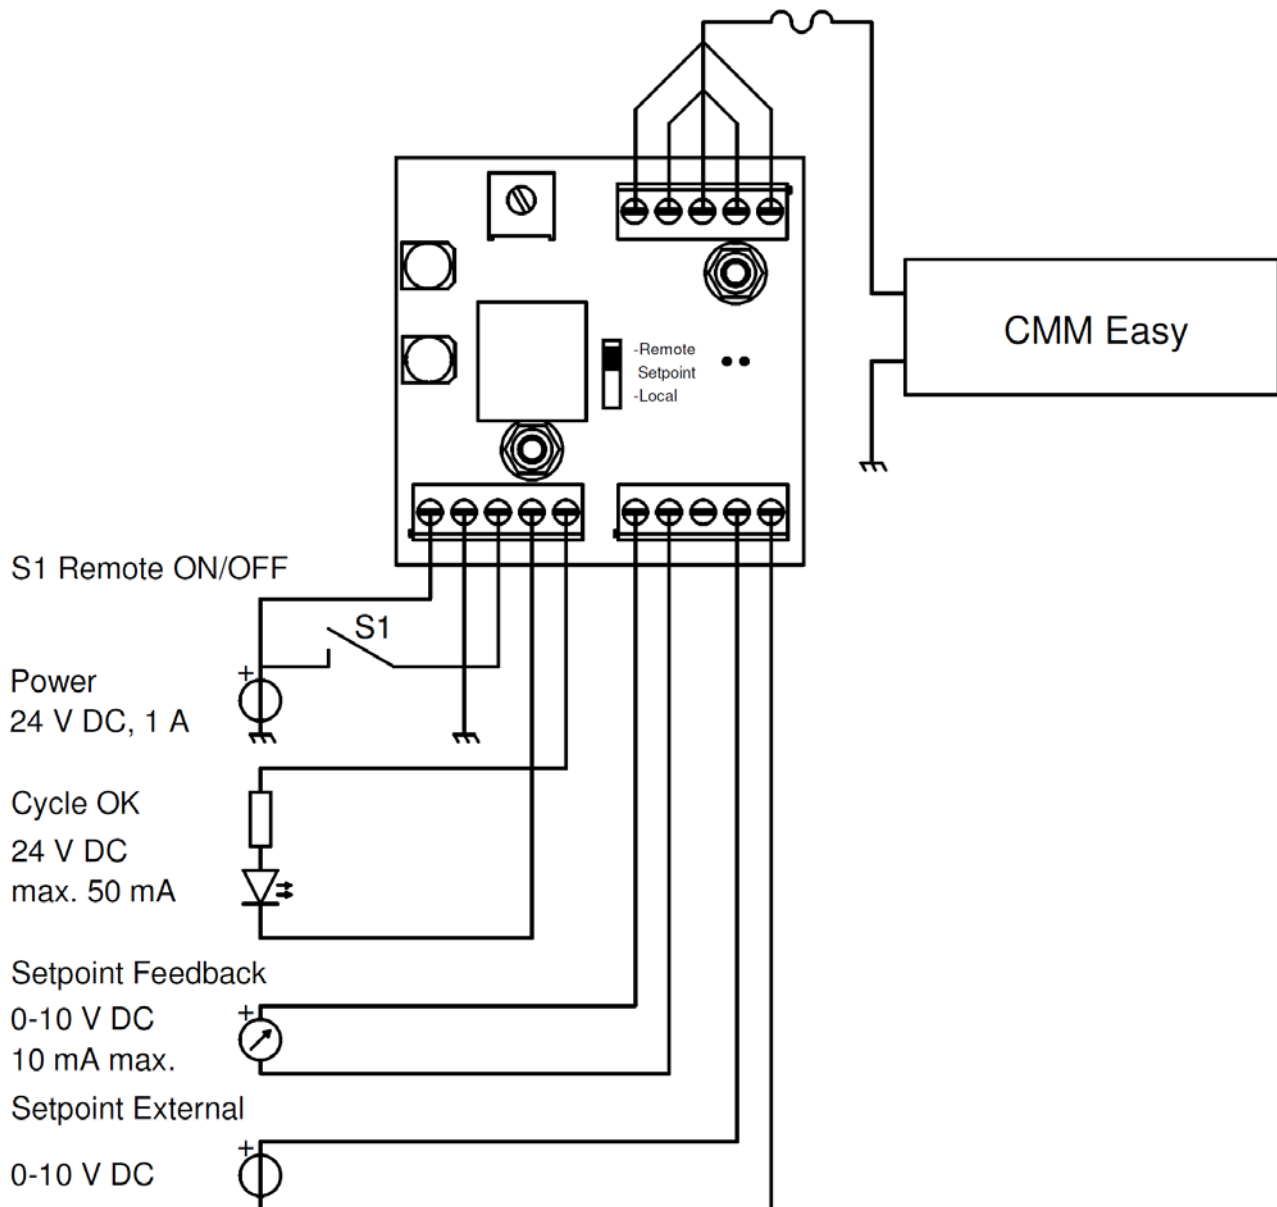 CMM Easy
-Remote
Setpoint
-Local
S1 Remote ON/OFF
S1
+
Power
24 V DC, 1 A
Cycle OK
24 V DC
max. 50 mA
Setpoint Feedback
+
0-10 V DC
10 mA max.
Setpoint External
+
0-10 V DC